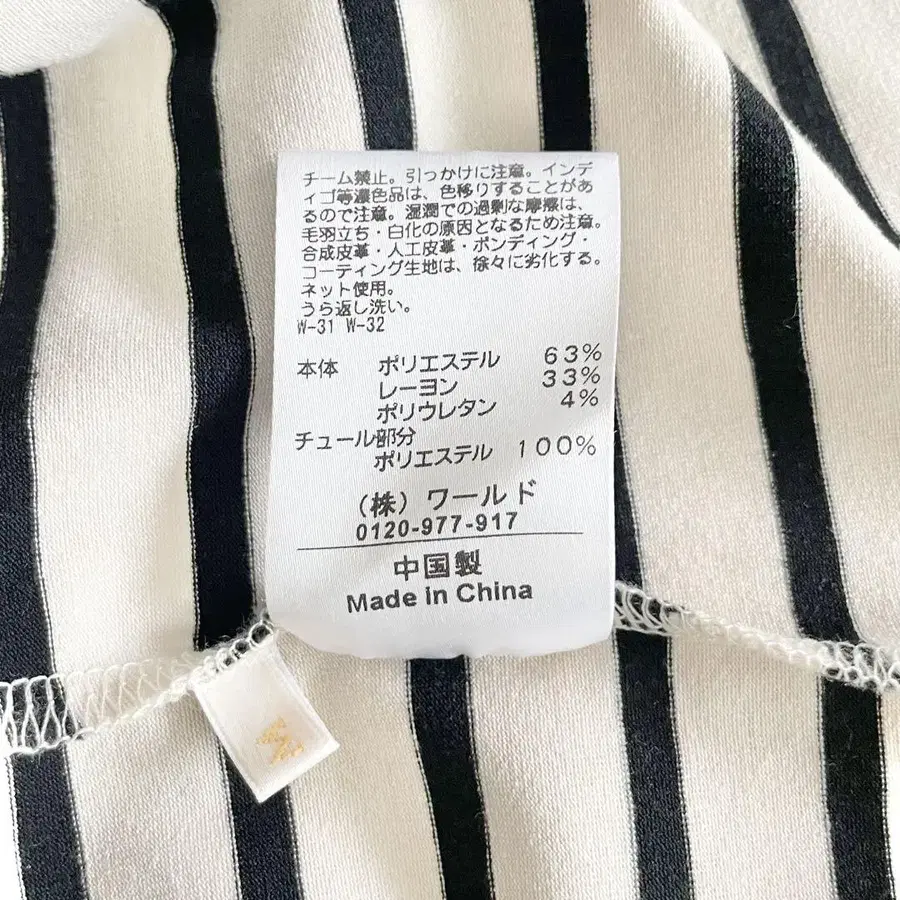 チーム禁止。引っかけに注意。インデ
ィゴ等濃色品は、色移りすることがあ
るので注意。湿潤での過剰な摩擦は、
毛羽立ち・白化の原因となるため注意。
合成皮革・人工皮革・ボンディング・
コーティング生地は、徐々に劣化する。
ネット使用。
うら返し洗い。
W-31 W-32
本体 ポリエステル 63%
レーヨン 33%
ポリウレタン 4%
チュール部分
ポリエステル 100%
(株)ワールド
0120-977-917
中国製
Made in China